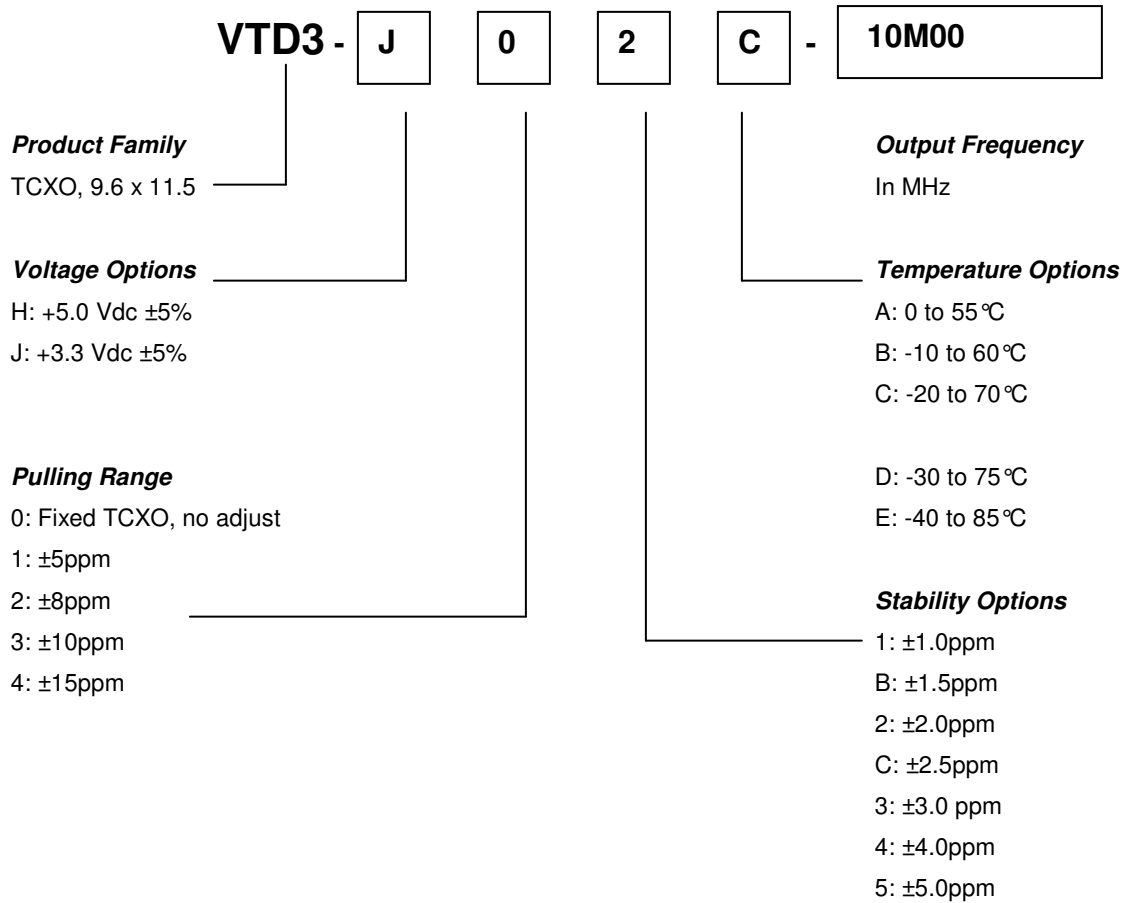 VTD3 - J 0 2 C - 10M00
Product Family
TCXO, 9.6 x 11.5
Voltage Options
H: +5.0 Vdc ±5%
J: +3.3 Vdc ±5%
Pulling Range
0: Fixed TCXO, no adjust
1: ±5ppm
2: ±8ppm
3: ±10ppm
4: ±15ppm
Output Frequency
In MHz
Temperature Options
A: 0 to 55°C
B: -10 to 60°C
C: -20 to 70°C
D: -30 to 75°C
E: -40 to 85°C
Stability Options
1: ±1.0ppm
B: ±1.5ppm
2: ±2.0ppm
C: ±2.5ppm
3: ±3.0 ppm
4: ±4.0ppm
5: ±5.0ppm